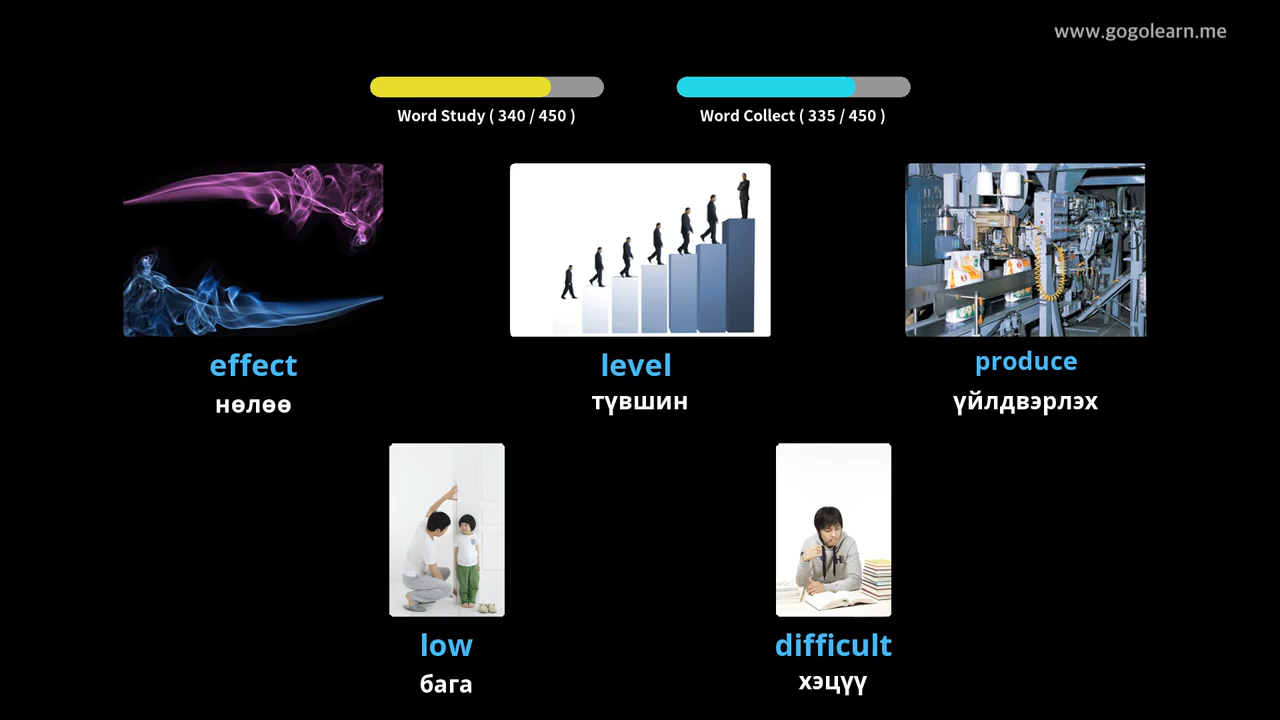 www.gogolearn.me
Word Study ( 340 / 450 )
Word Collect ( 335 / 450 )
effect
нөлөө
level
түвшин
produce
үйлдвэрлэх
low
бага
difficult
хэцүү